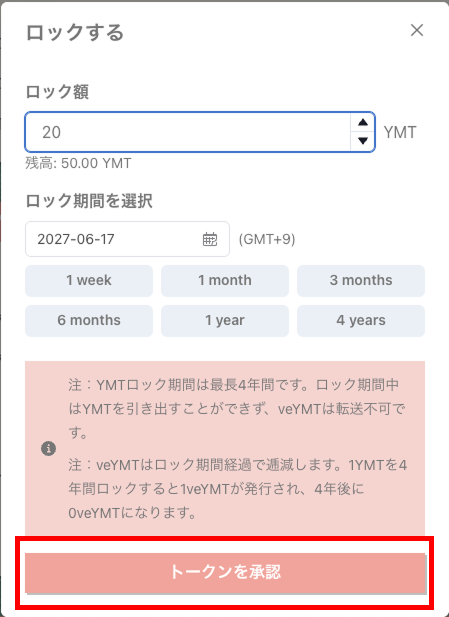 ロックする
ロック額
20
YMT
残高: 50.00 YMT
ロック期間を選択
2027-06-17
(GMT+9)
1 week
1 month
3 months
6 months
1 year
4 years
注：YMTロック期間は最長4年間です。ロック期間中
はYMTを引き出すことができず、veYMTは転送不可で
す。
注：veYMTはロック期間経過で逓減します。1YMTを4
年間ロックすると1veYMTが発行され、4年後に
0veYMTになります。
トークンを承認